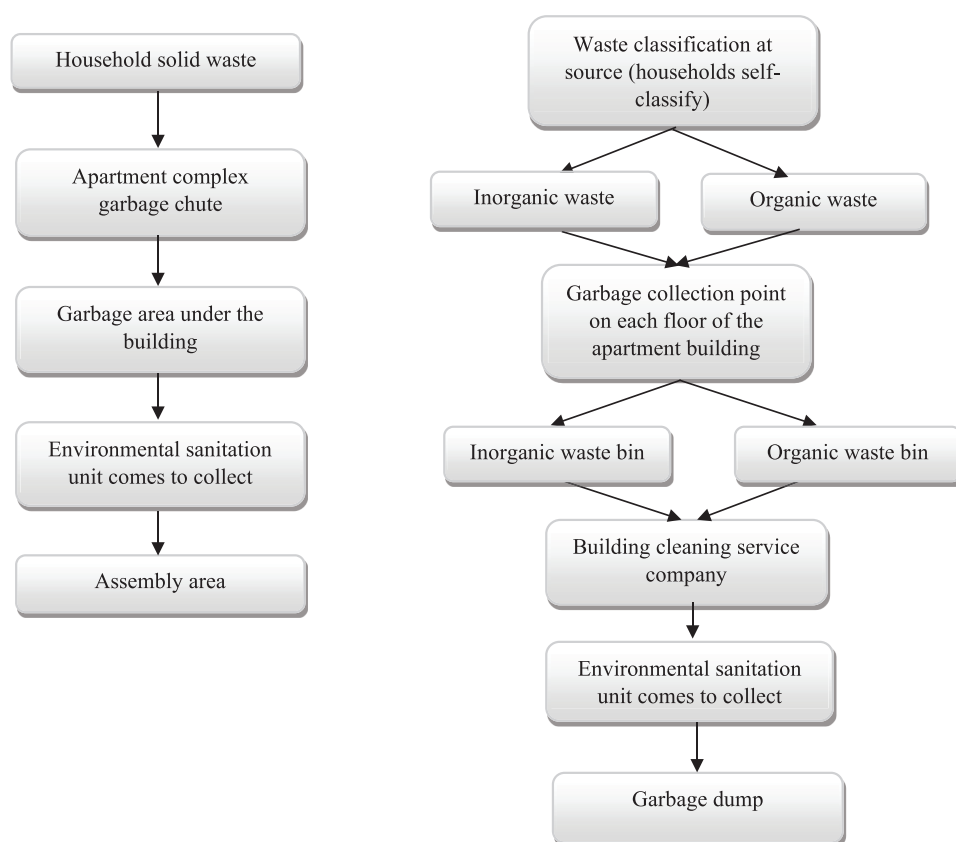 Household solid waste
Apartment complex
garbage chute
Garbage area under the
building
Environmental sanitation
unit comes to collect
Assembly area
Waste classification at
source (households self-
classify)
Inorganic waste
Organic waste
Garbage collection point
on each floor of the
apartment building
Inorganic waste bin
Organic waste bin
Building cleaning service
company
Environmental sanitation
unit comes to collect
Garbage dump